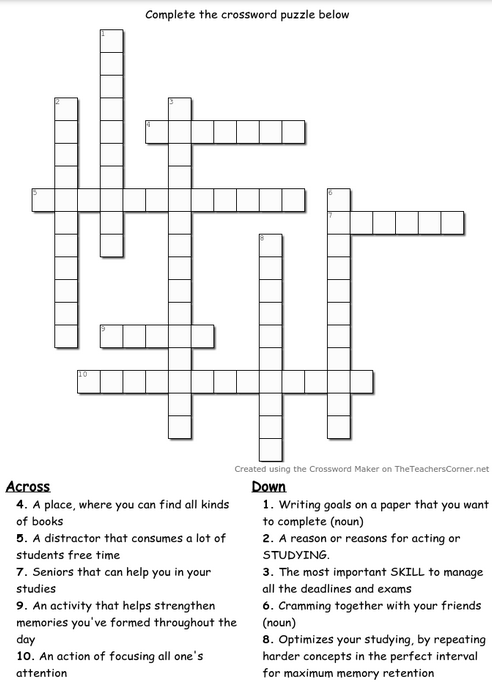 Complete the crossword puzzle below
1
2
3
4
5
6
7
8
9
10
Created using the Crossword Maker on TheTeachersCorner.net
Across
4. A place, where you can find all kinds
of books
5. A distractor that consumes a lot of
students free time
7. Seniors that can help you in your
studies
9. An activity that helps strengthen
memories you've formed throughout the
day
10. An action of focusing all one's
attention
Down
1. Writing goals on a paper that you want
to complete (noun)
2. A reason or reasons for acting or
STUDYING.
3. The most important SKILL to manage
all the deadlines and exams
6. Cramming together with your friends
(noun)
8. Optimizes your studying, by repeating
harder concepts in the perfect interval
for maximum memory retention